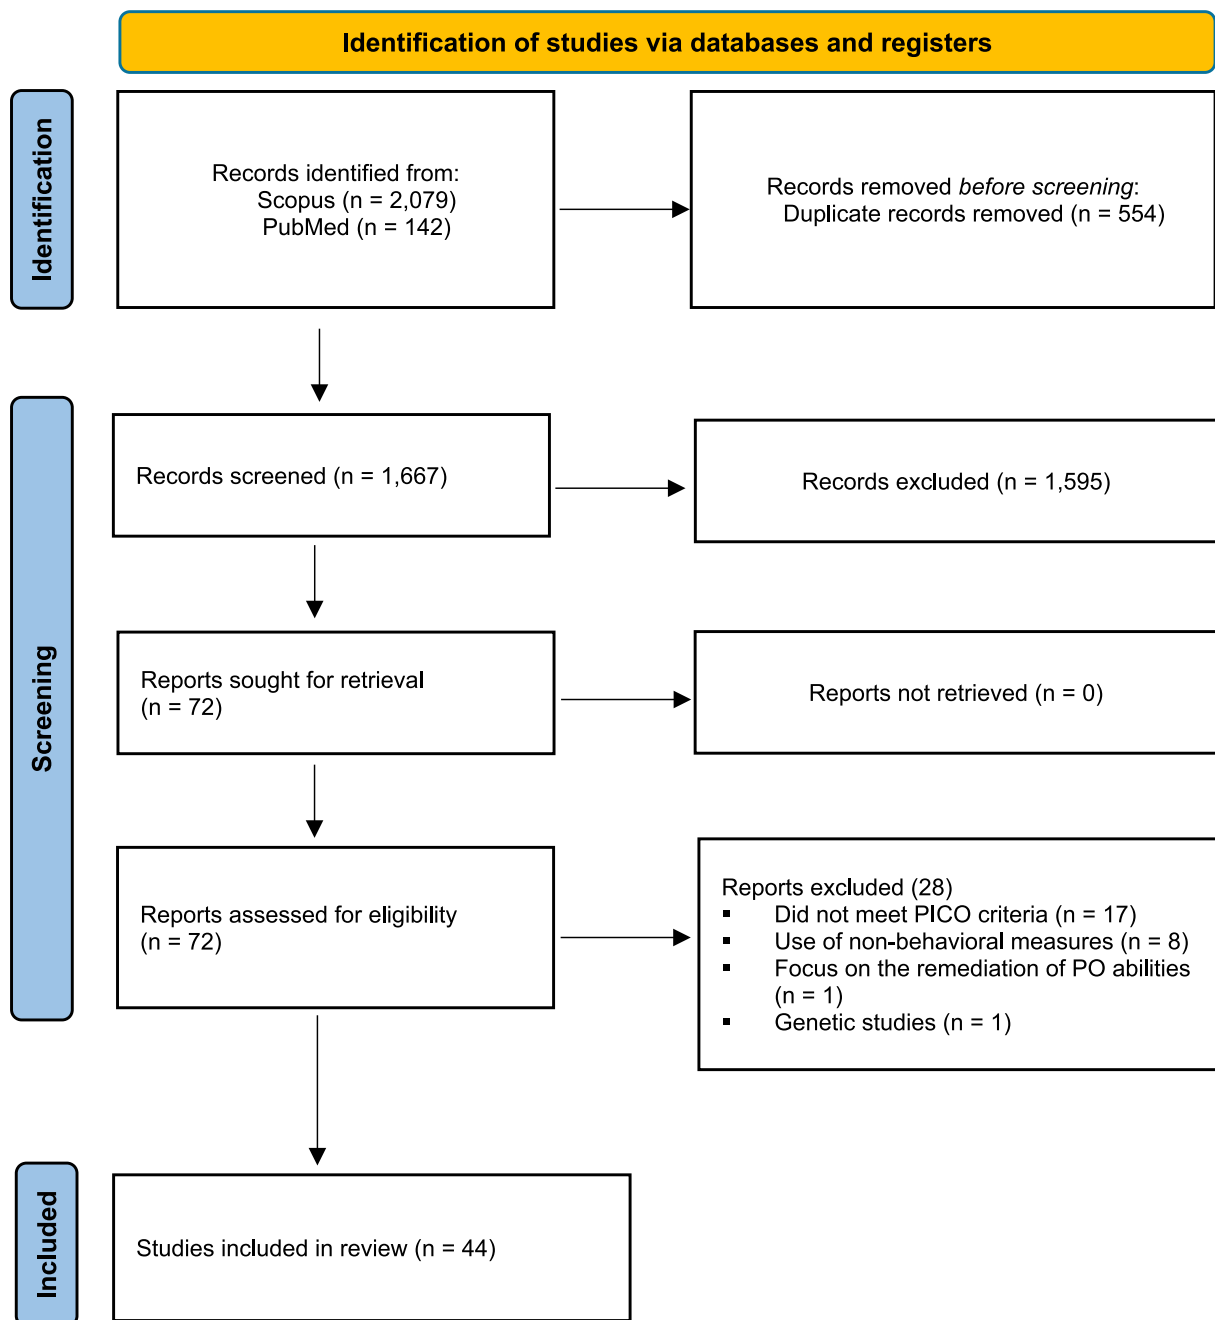 Identification of studies via databases and registers
Identification
Records identified from:
Scopus (n = 2,079)
PubMed (n = 142)
Records removed before screening:
Duplicate records removed (n = 554)
Screening
Records screened (n = 1,667)
Records excluded (n = 1,595)
Reports sought for retrieval
(n = 72)
Reports not retrieved (n = 0)
Reports assessed for eligibility
(n = 72)
Reports excluded (28)
▪ Did not meet PICO criteria (n = 17)
▪ Use of non-behavioral measures (n = 8)
▪ Focus on the remediation of PO abilities
(n = 1)
▪ Genetic studies (n = 1)
Included
Studies included in review (n = 44)